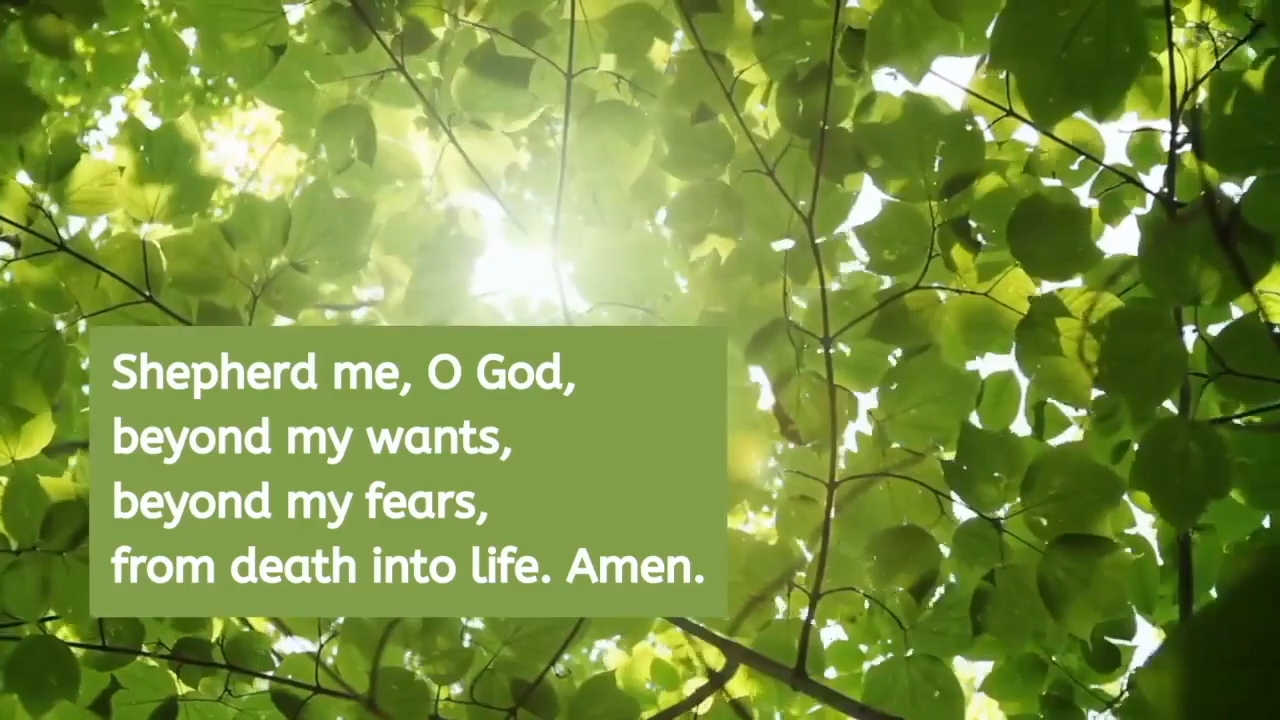 Shepherd me, O God,
beyond my wants,
beyond my fears,
from death into life. Amen.